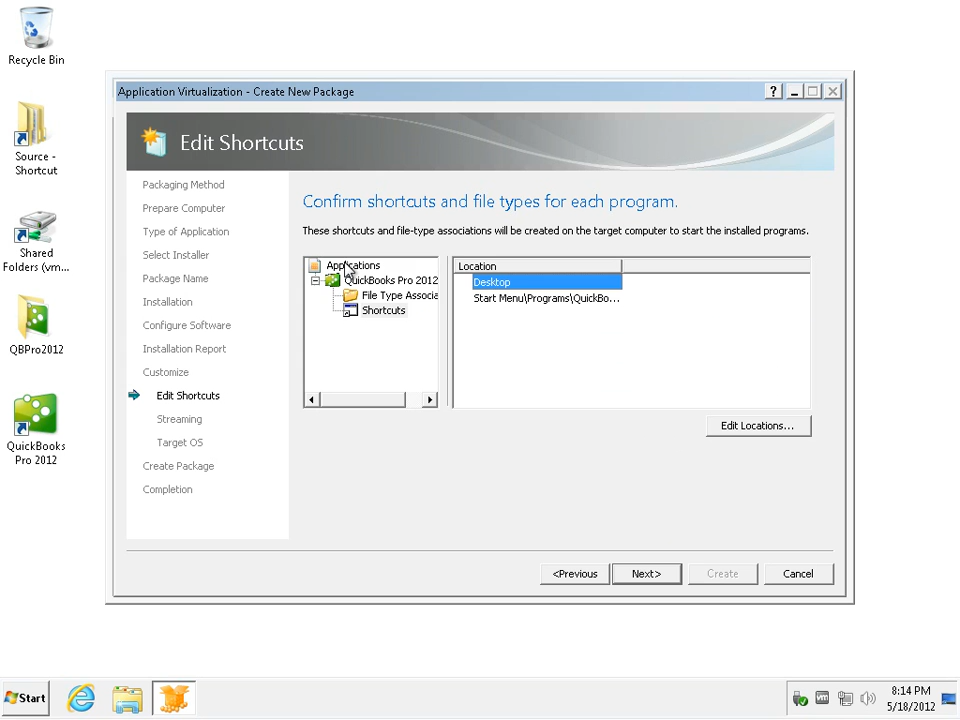 Recycle Bin
Source -
Shortcut
Shared
Folders (vm...
QBPro2012
QuickBooks
Pro 2012
Application Virtualization - Create New Package
?
Edit Shortcuts
Packaging Method
Prepare Computer
Type of Application
Select Installer
Package Name
Installation
Configure Software
Installation Report
Customize
Edit Shortcuts
Streaming
Target OS
Create Package
Completion
Confirm shortcuts and file types for each program.
These shortcuts and file-type associations will be created on the target computer to start the installed programs.
Applications
QuickBooks Pro 2012
File Type Associa
Shortcuts
Location
Desktop
Start Menu\Programs\QuickBo...
Edit Locations...
<Previous
Next>
Create
Cancel
Start
8:14 PM
5/18/2012